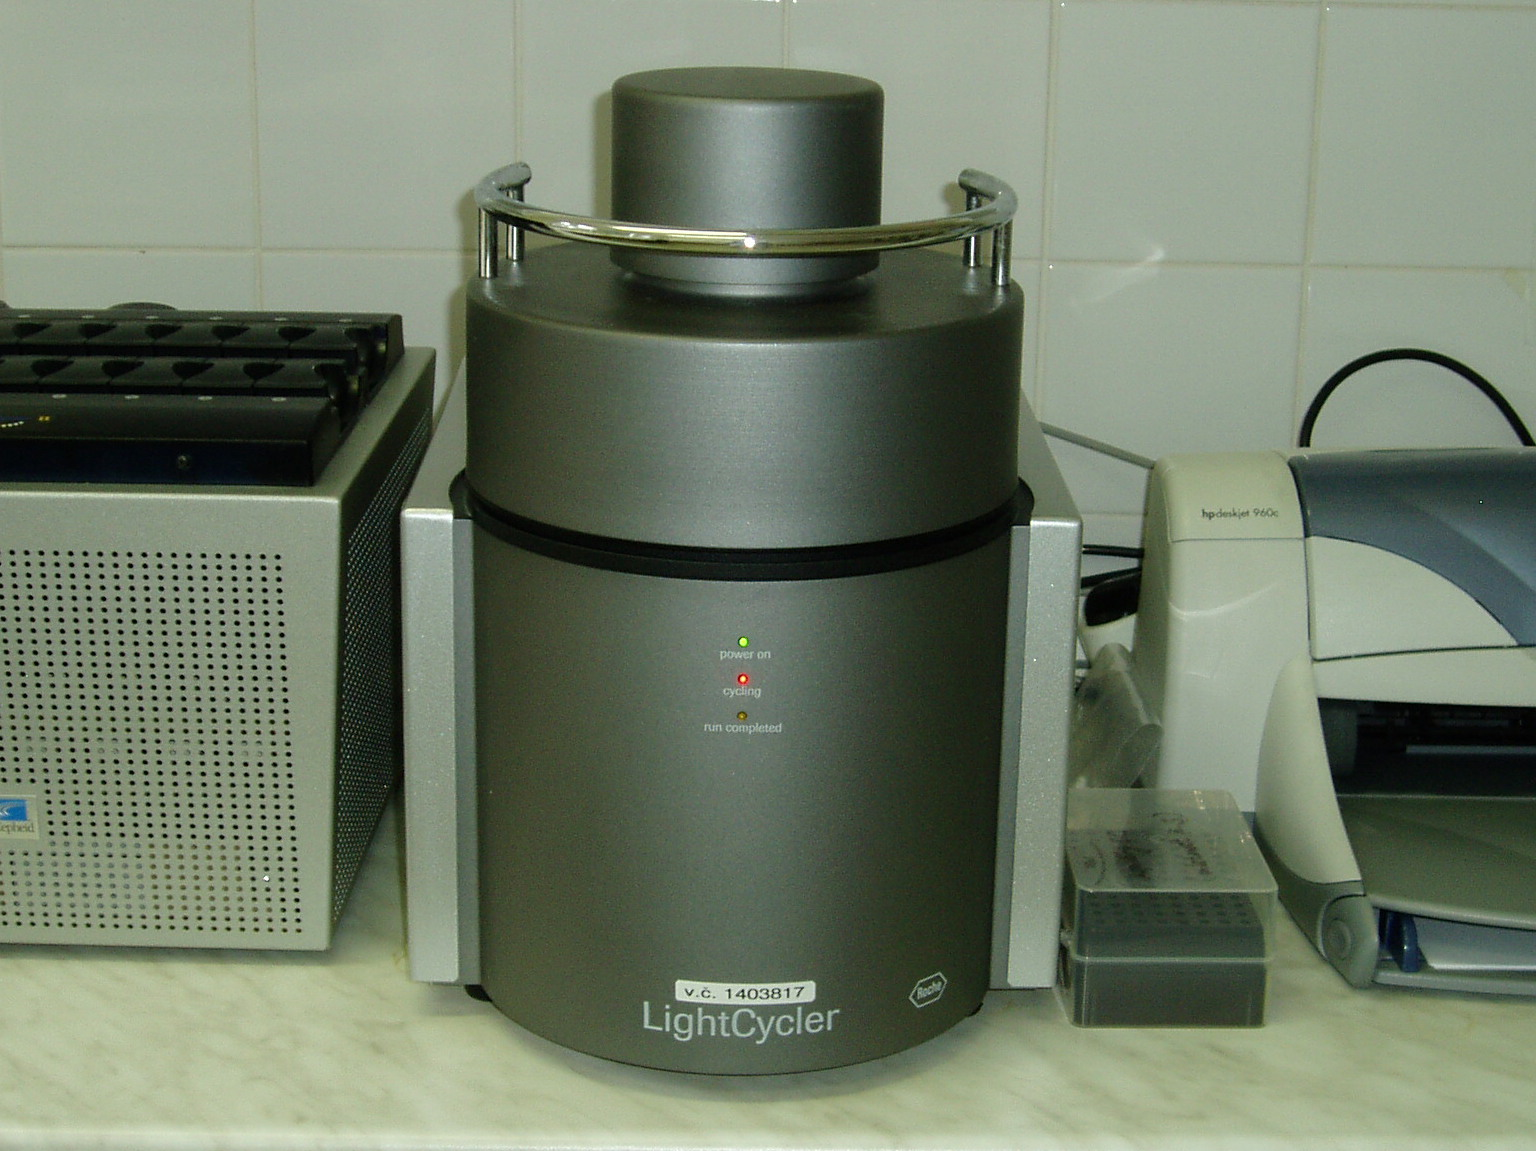 hp deskjet 960c
power on
cycling
run completed
v.č. 1403817
LightCycler
Roche